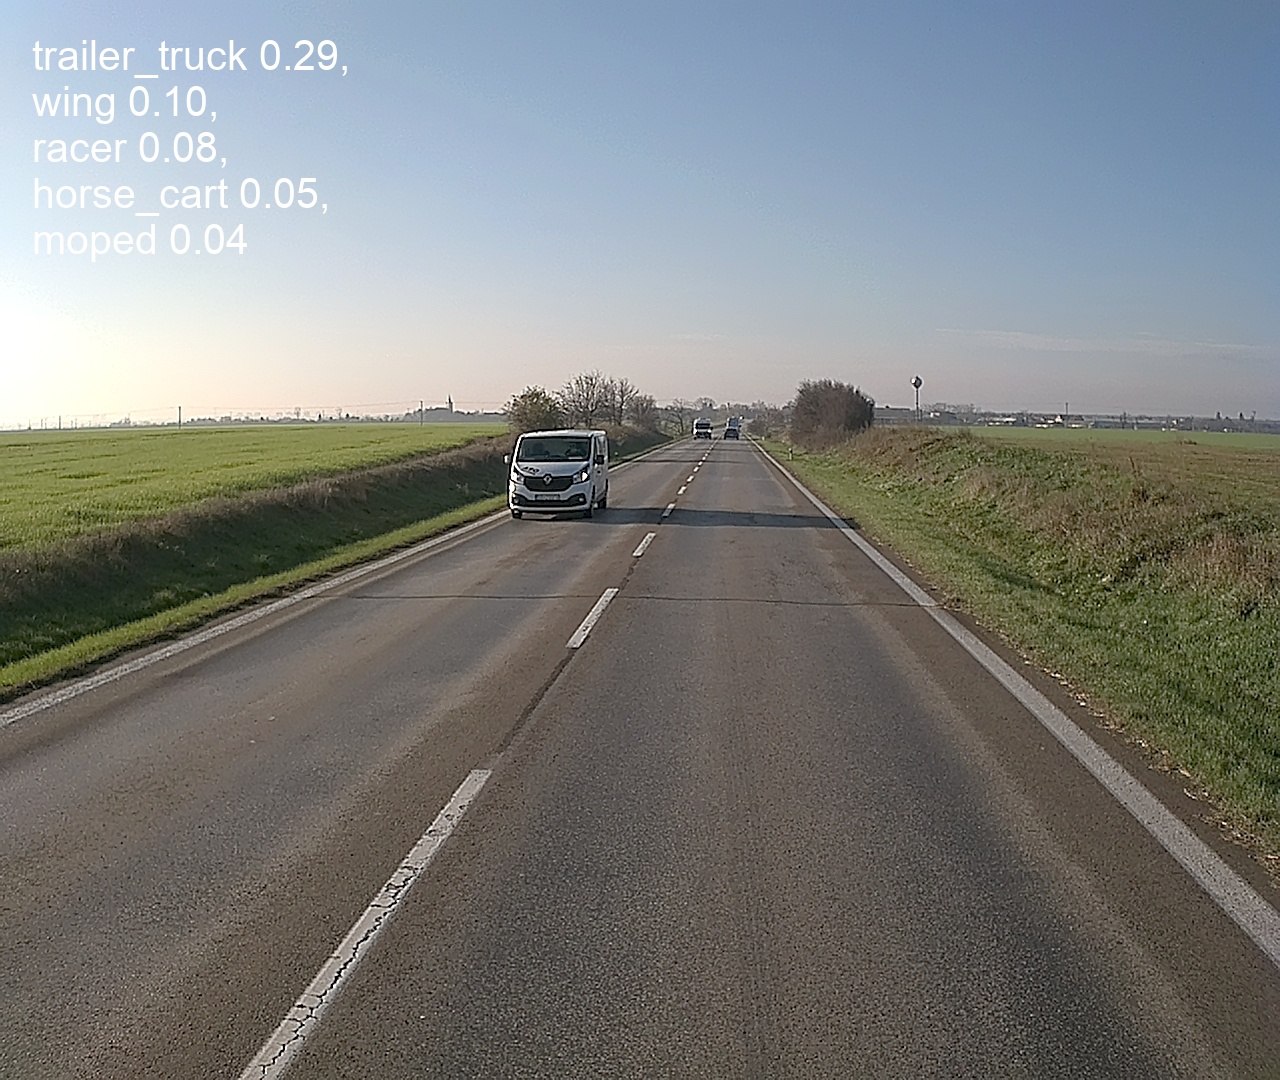 trailer_truck 0.29,
wing 0.10,
racer 0.08,
horse_cart 0.05,
moped 0.04